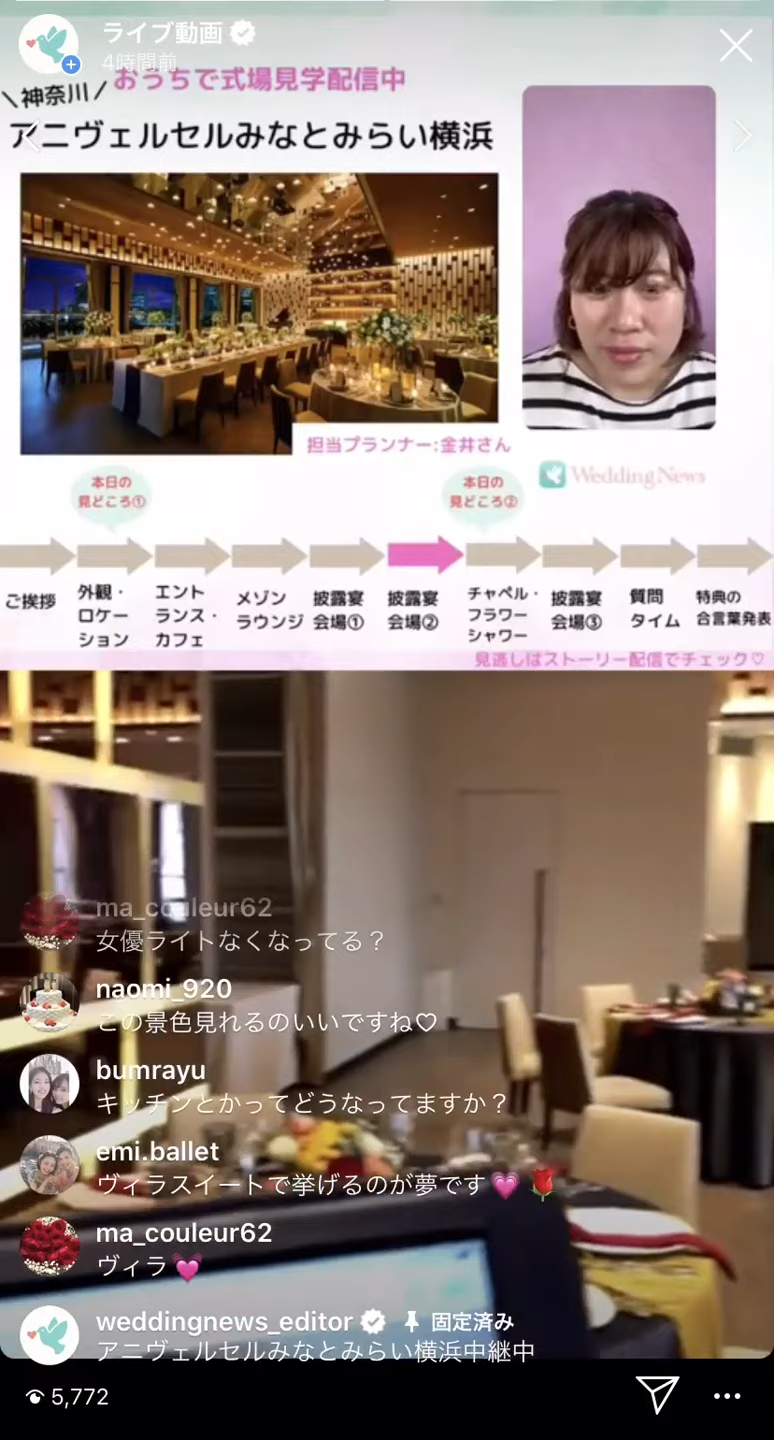 ライブ動画
4時間前
おうちで式場見学配信中
\神奈川/
アニヴェルセルみなとみらい横浜
担当プランナー:金井さん
WeddingNews
本日の
見どころ①
本日の
見どころ②
ご挨拶
外観・
ロケー
ション
エント
ランス・
カフェ
メゾン
ラウンジ
披露宴
会場①
披露宴
会場②
チャペル・
フラワー
シャワー
披露宴
会場③
質問
タイム
特典の
合言葉発表
見逃しはストーリー配信でチェック♡
ma_couleur62
女優ライトなくなってる？
naomi_920
この景色見れるのいいですね♡
bumrayu
キッチンとかってどうなってますか？
emi.ballet
ヴィラスイートで挙げるのが夢です💗🌹
ma_couleur62
ヴィラ💓
weddingnews_editor 固定済み
アニヴェルセルみなとみらい横浜中継中
5,772